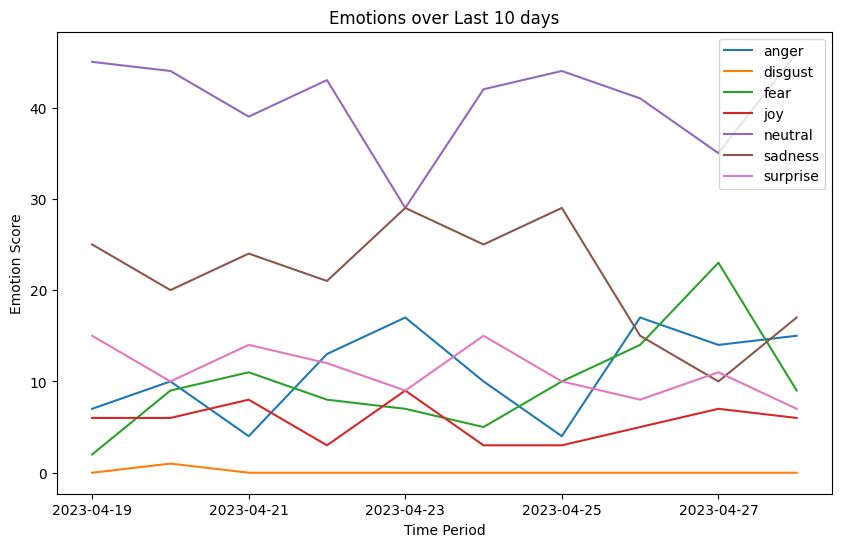 Emotions over Last 10 days
anger
disgust
fear
joy
neutral
sadness
surprise
Emotion Score
40
30
20
10
0
2023-04-19
2023-04-21
2023-04-23
2023-04-25
2023-04-27
Time Period